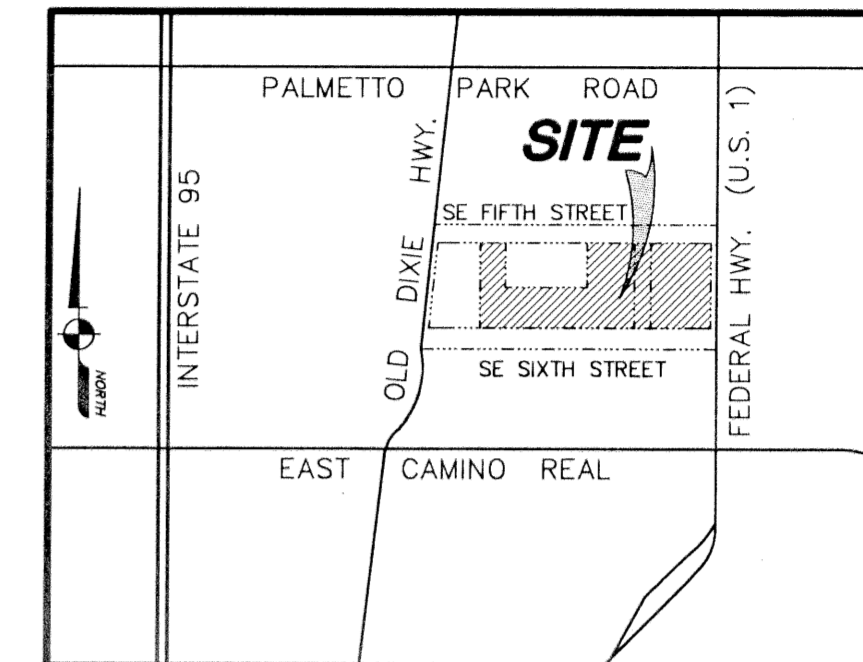 PALMETTO PARK ROAD
SITE
SE FIFTH STREET
OLD DIXIE HWY.
INTERSTATE 95
FEDERAL HWY. (U.S. 1)
NORTH
SE SIXTH STREET
EAST CAMINO REAL